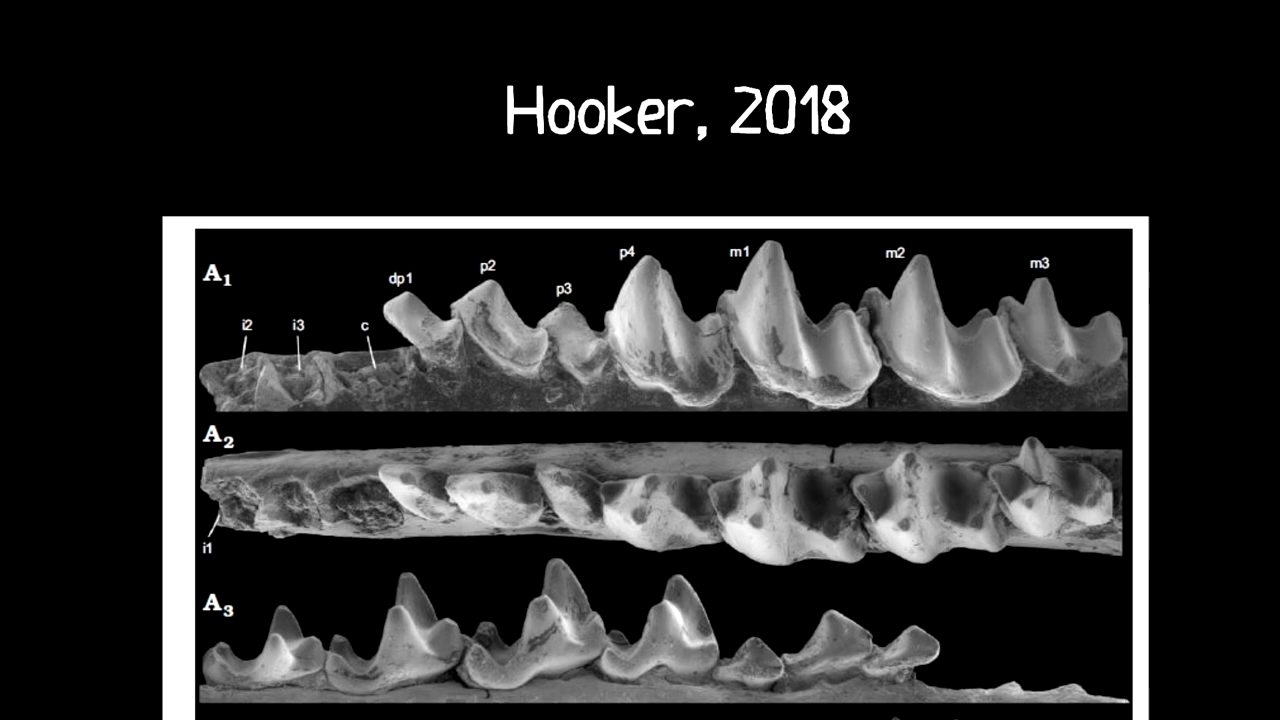 Hooker, 2018
A1
i2 i3 c dp1 p2 p3 p4 m1 m2 m3
A2
i1
A3